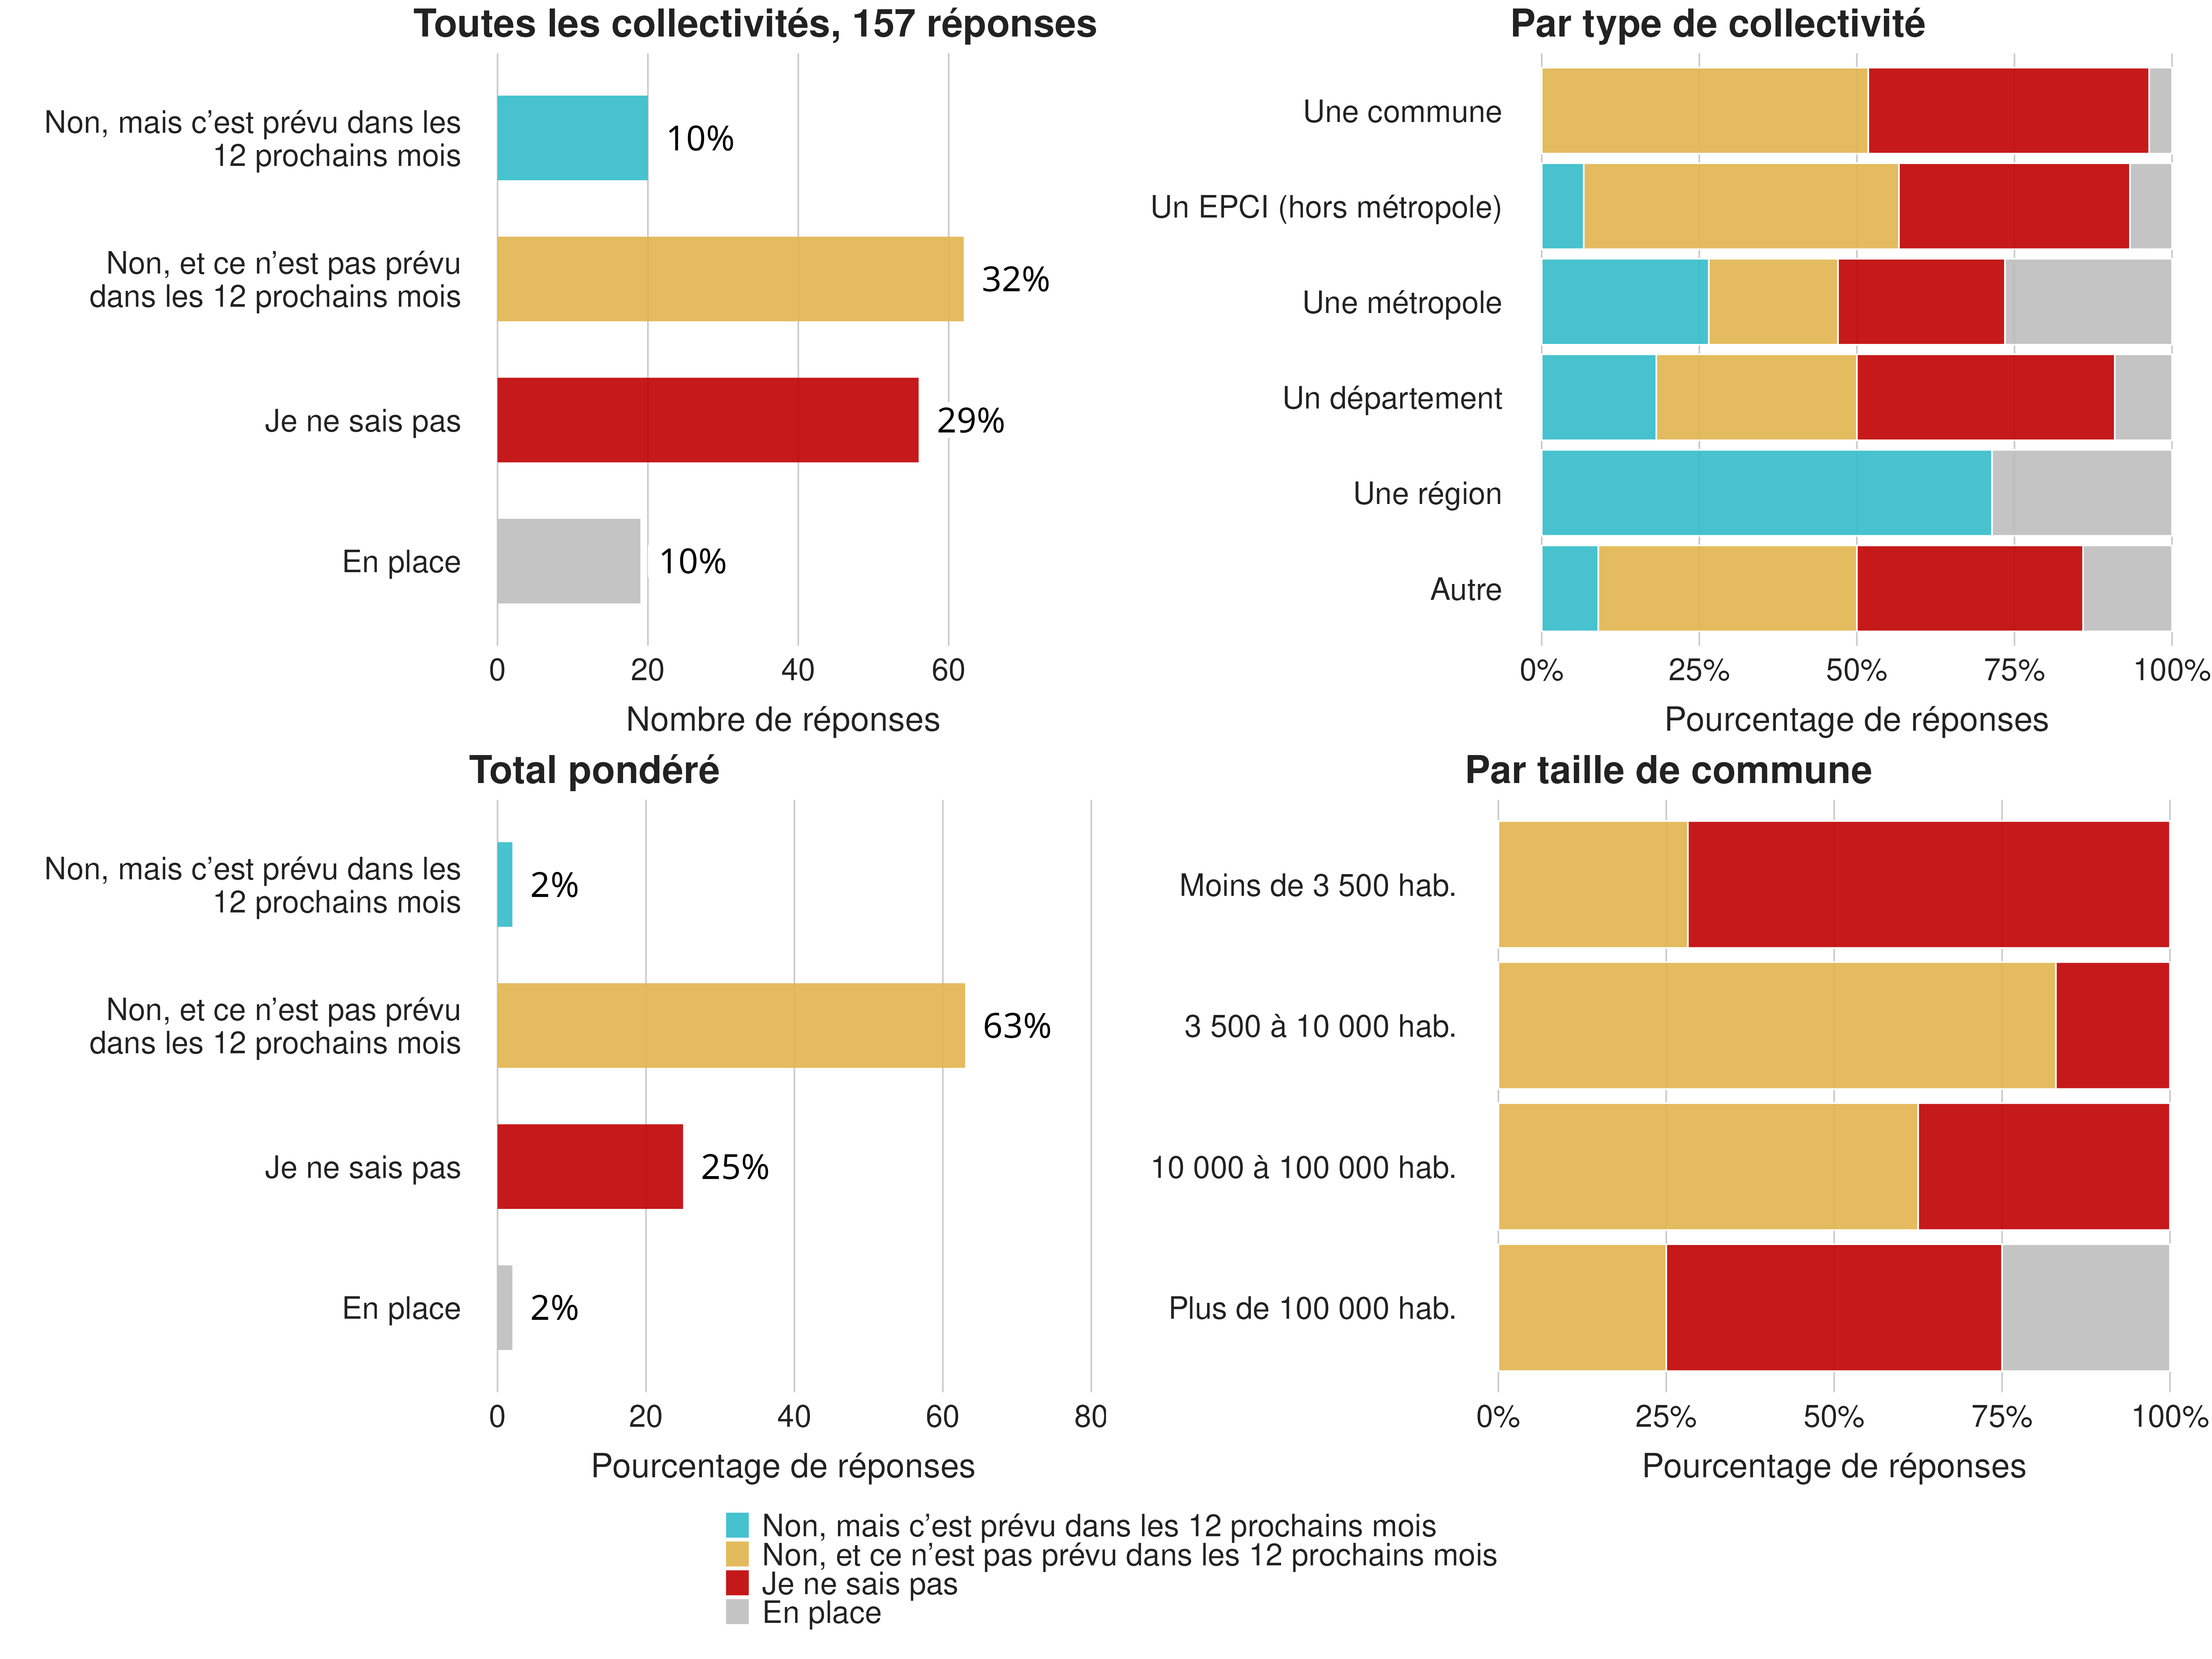 Toutes les collectivités, 157 réponses
Non, mais c’est prévu dans les
12 prochains mois
10%
Non, et ce n’est pas prévu
dans les 12 prochains mois
32%
Je ne sais pas
29%
En place
10%
0 20 40 60
Nombre de réponses
Par type de collectivité
Une commune
Un EPCI (hors métropole)
Une métropole
Un département
Une région
Autre
0% 25% 50% 75% 100%
Pourcentage de réponses
Total pondéré
Non, mais c’est prévu dans les
12 prochains mois
2%
Non, et ce n’est pas prévu
dans les 12 prochains mois
63%
Je ne sais pas
25%
En place
2%
0 20 40 60 80
Pourcentage de réponses
Par taille de commune
Moins de 3 500 hab.
3 500 à 10 000 hab.
10 000 à 100 000 hab.
Plus de 100 000 hab.
0% 25% 50% 75% 100%
Pourcentage de réponses
Non, mais c’est prévu dans les 12 prochains mois
Non, et ce n’est pas prévu dans les 12 prochains mois
Je ne sais pas
En place